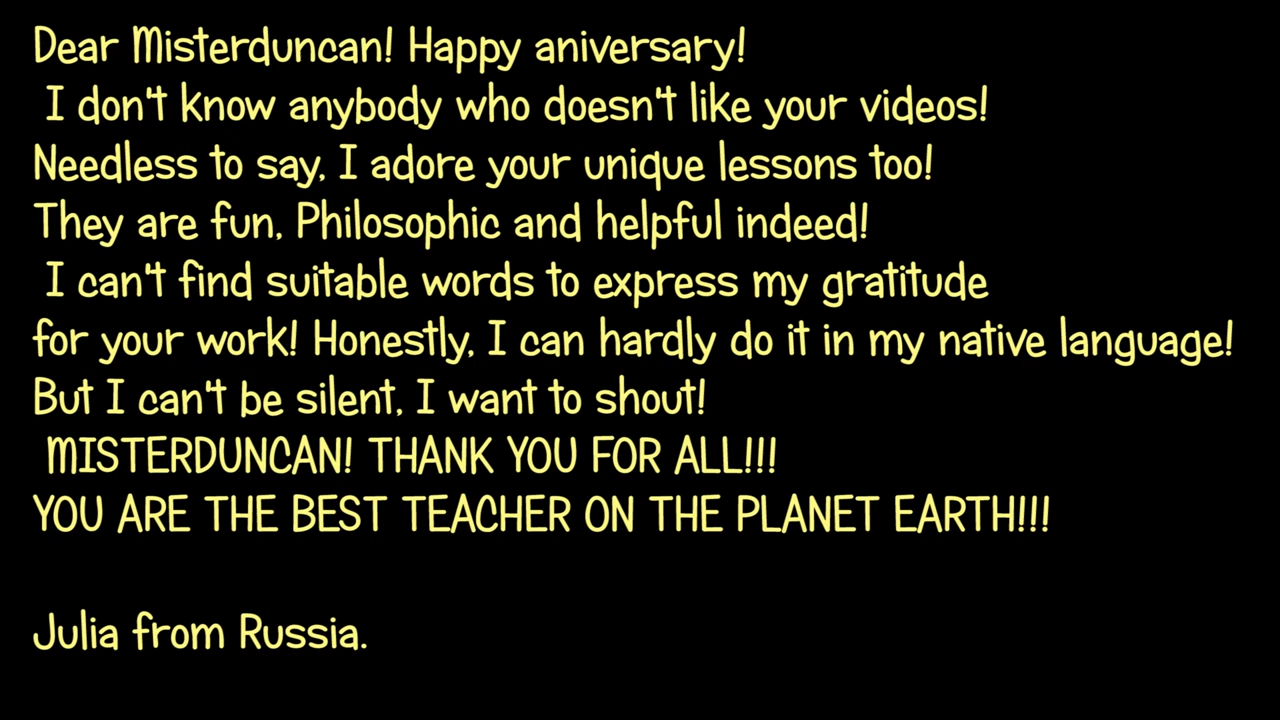 Dear Misterduncan! Happy aniversary!
I don't know anybody who doesn't like your videos!
Needless to say, I adore your unique lessons too!
They are fun, Philosophic and helpful indeed!
I can't find suitable words to express my gratitude
for your work! Honestly, I can hardly do it in my native language!
But I can't be silent, I want to shout!
MISTERDUNCAN! THANK YOU FOR ALL!!!
YOU ARE THE BEST TEACHER ON THE PLANET EARTH!!!
Julia from Russia.